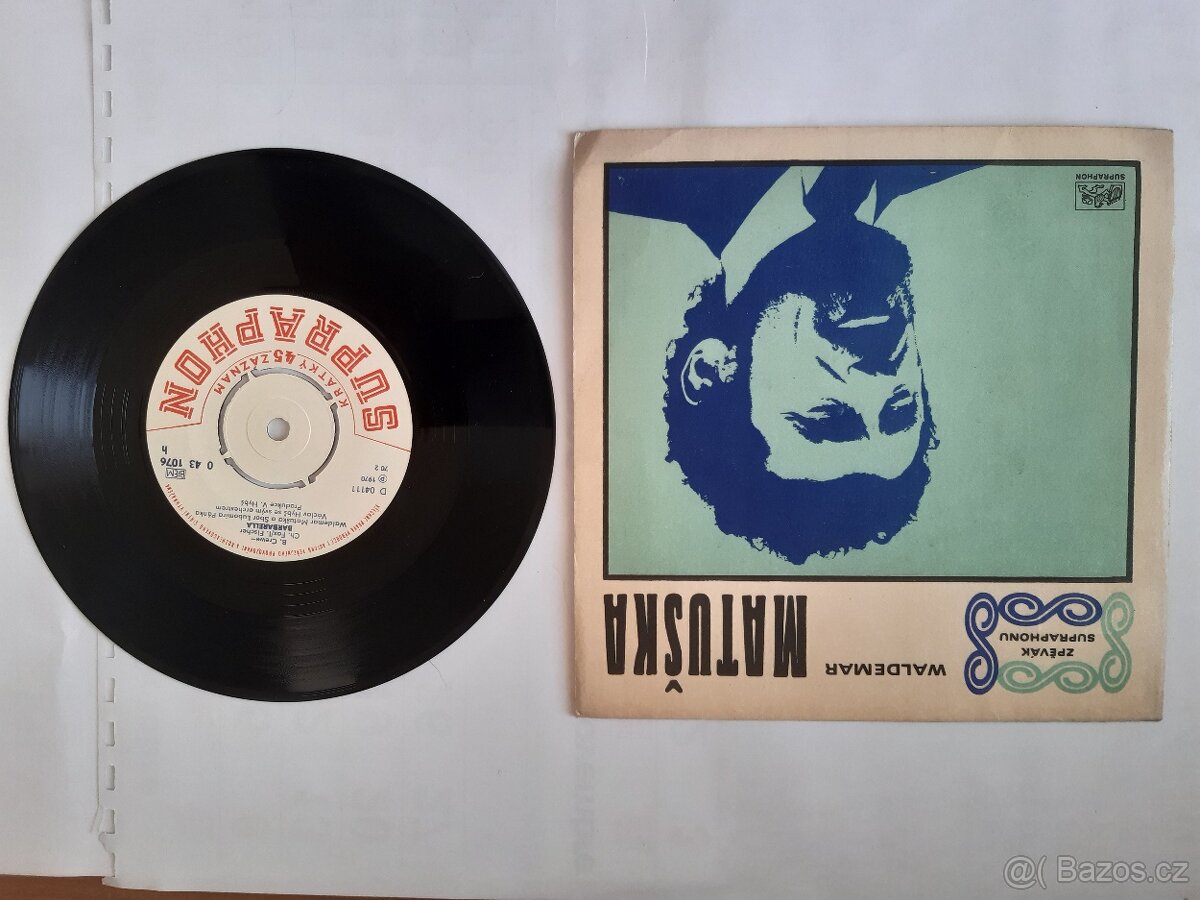 SUPRAPHON
KRÁTKÝ 45 ZÁZNAM
0 43 1076
h
BIEM
℗ 1970
70 2
D 04111
B. Crewe–
Ch. Fox/I. Fischer
BARBARELLA
Waldemar Matuška a Sbor Lubomíra Pánka
Václav Hybš se svým orchestrem
Produkce V. Hybš
ZPĚVÁK
SUPRAPHONU
WALDEMAR
MATUŠKA
SUPRAPHON
@( Bazos.cz